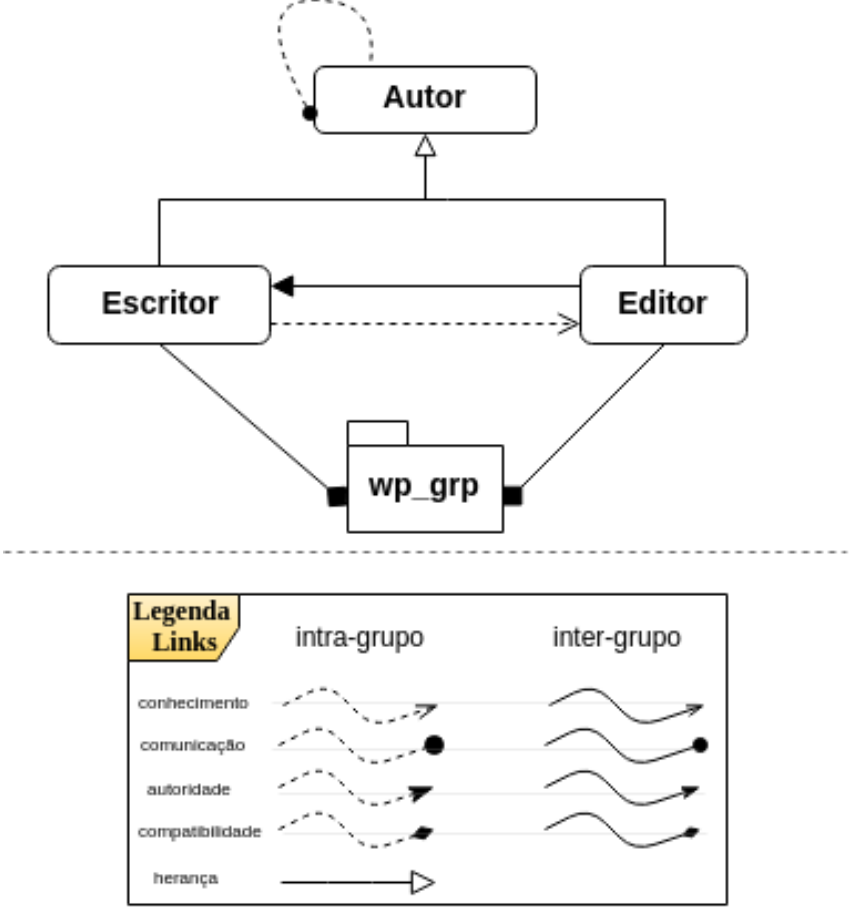 Autor
Escritor
Editor
wp_grp
Legenda
Links
intra-grupo
inter-grupo
conhecimento
comunicação
autoridade
compatibilidade
herança